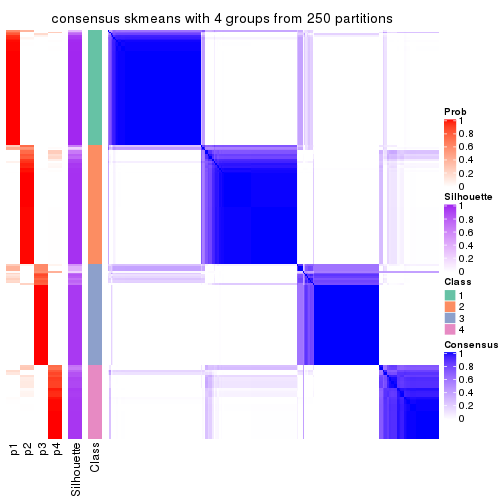 consensus skmeans with 4 groups from 250 partitions
Prob
1
0.8
0.6
0.4
0.2
0
Silhouette
1
0.8
0.6
0.4
0.2
0
Class
1
2
3
4
Consensus
1
0.8
0.6
0.4
0.2
0
p1
p2
p3
p4
Silhouette
Class